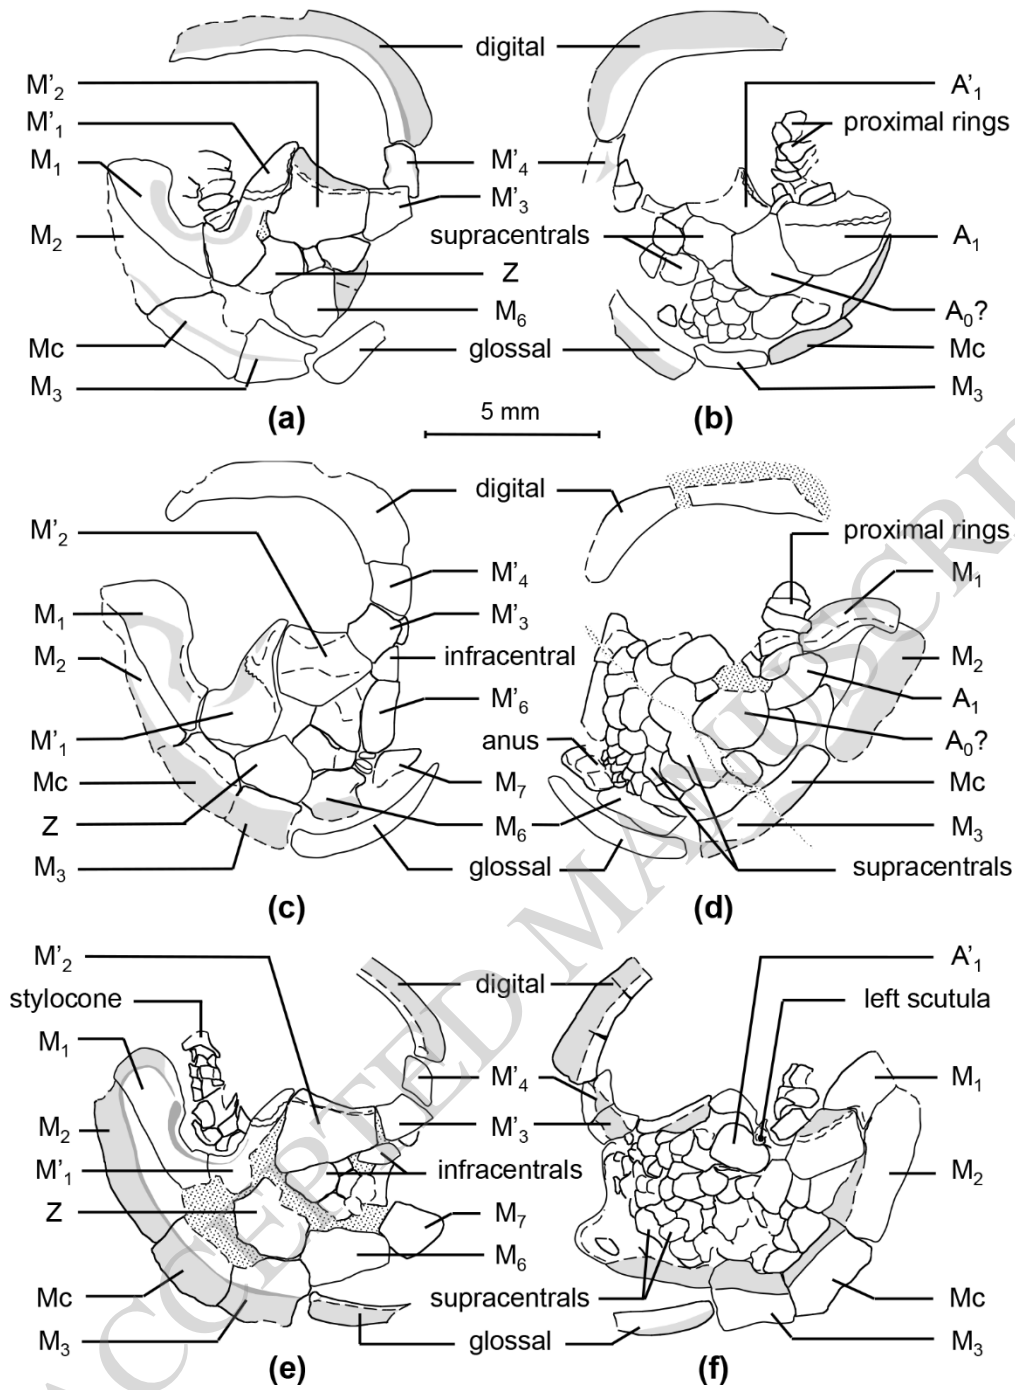 digital
M'2
A'1
M'1
proximal rings
M1
M'4
M'3
M2
supracentrals
A1
Z
M6
A0?
Mc
glossal
Mc
M3
M3
(a)
(b)
5 mm
digital
M'2
proximal rings
M'4
M1
M1
M'3
M2
infracentral
M2
M'6
A1
M'1
anus
A0?
Mc
M7
Mc
Z
M6
M3
M3
glossal
supracentrals
(c)
(d)
M'2
A'1
stylocone
digital
left scutula
M1
M'4
M1
M2
M'3
M'1
infracentrals
M2
Z
M7
M6
Mc
supracentrals
Mc
M3
glossal
M3
(e)
(f)
ACCEPTED MANUSCRI